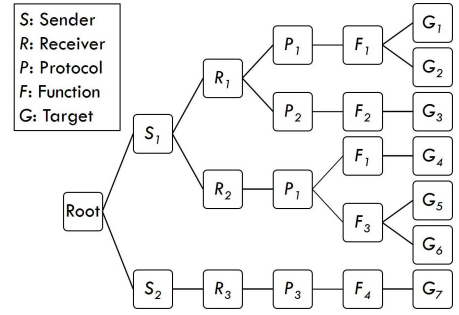 S: Sender
R: Receiver
P: Protocol
F: Function
G: Target
Root
S1
S2
R1
R2
R3
P1
P2
P1
P3
F1
F2
F1
F3
F4
G1
G2
G3
G4
G5
G6
G7